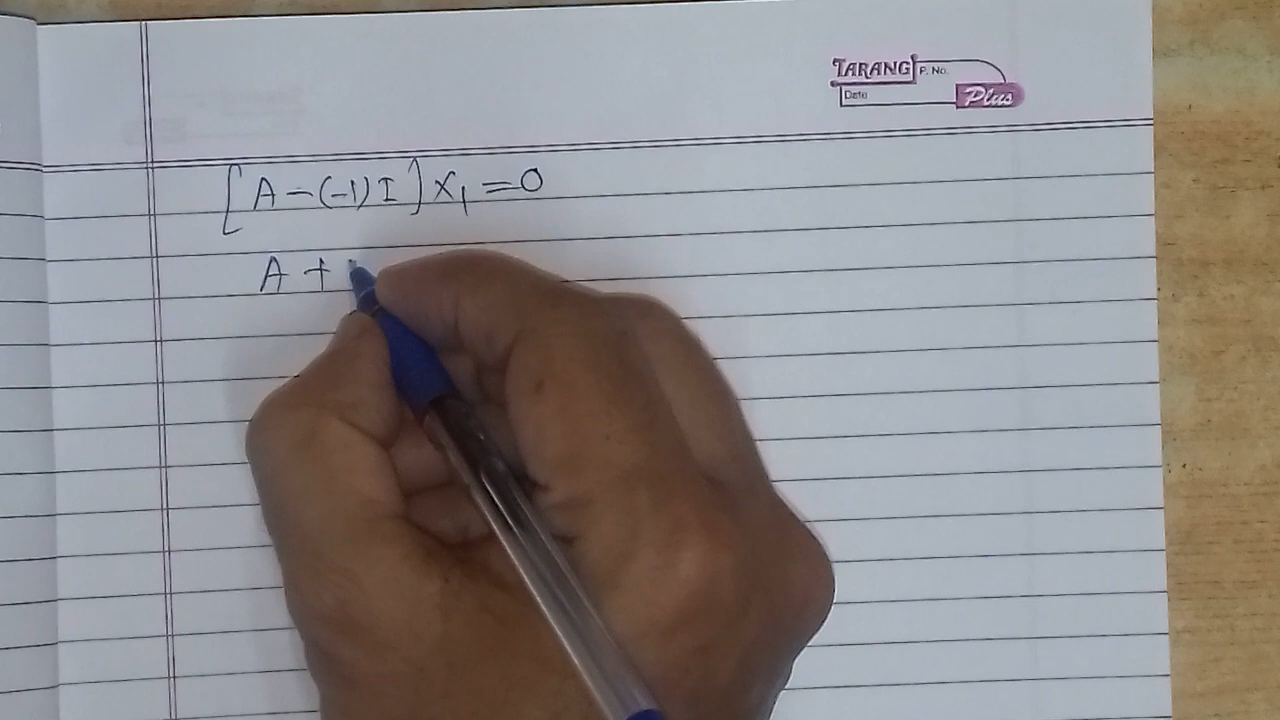 TARANG P. No.
Date Plus
[A-(-1)I]X₁=0
A+